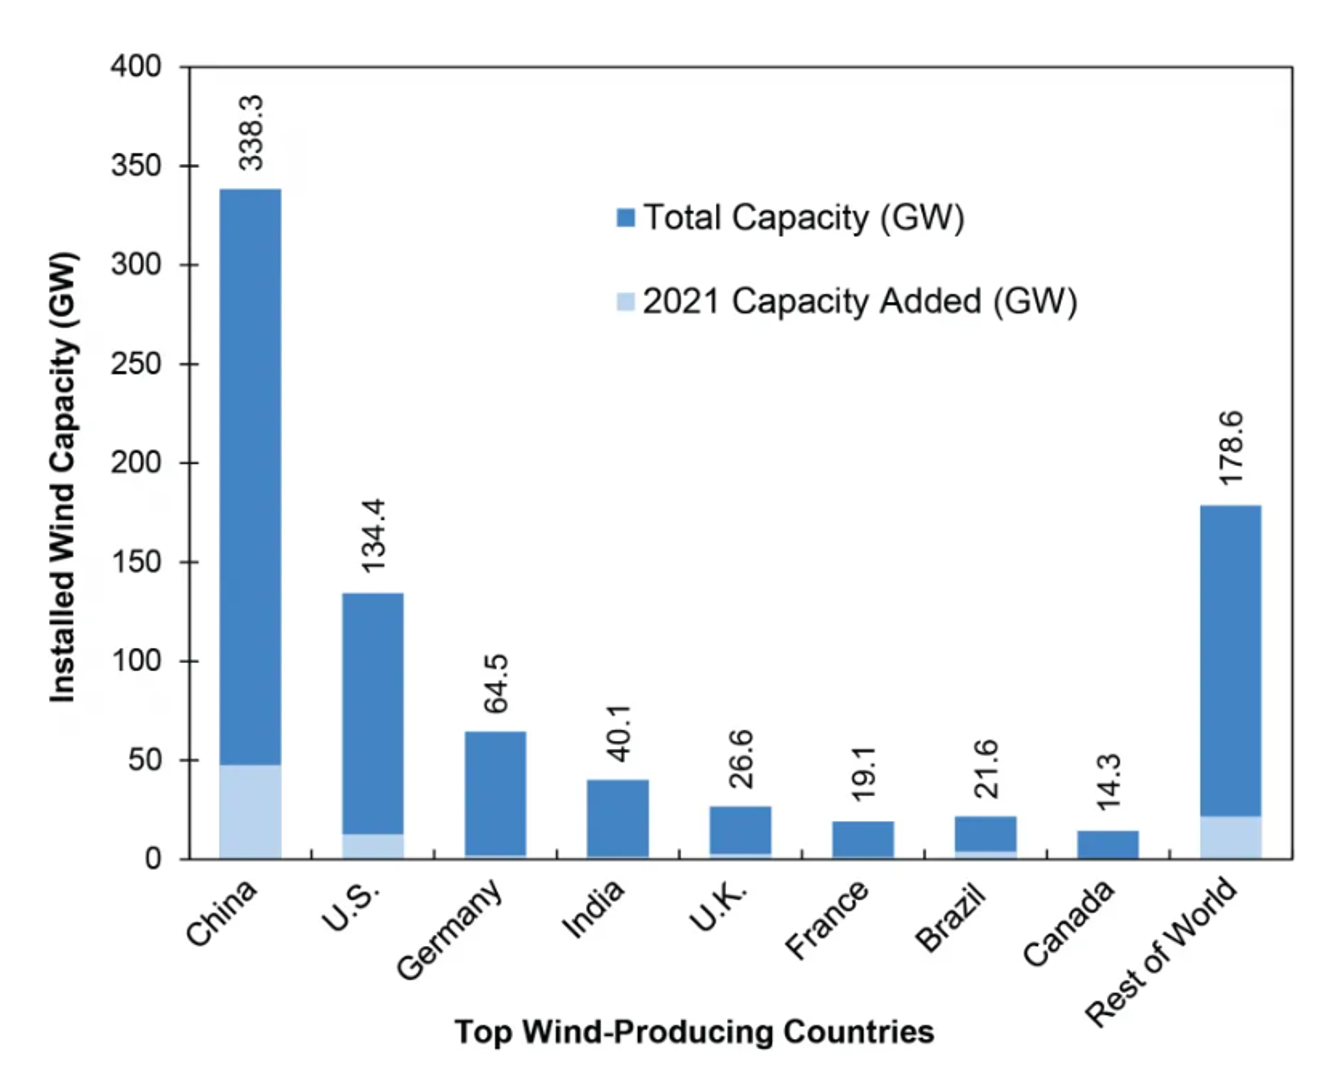 400
350
300
250
200
150
100
50
0
Installed Wind Capacity (GW)
338.3
134.4
64.5
40.1
26.6
19.1
21.6
14.3
178.6
Total Capacity (GW)
2021 Capacity Added (GW)
China
U.S.
Germany
India
U.K.
France
Brazil
Canada
Rest of World
Top Wind-Producing Countries